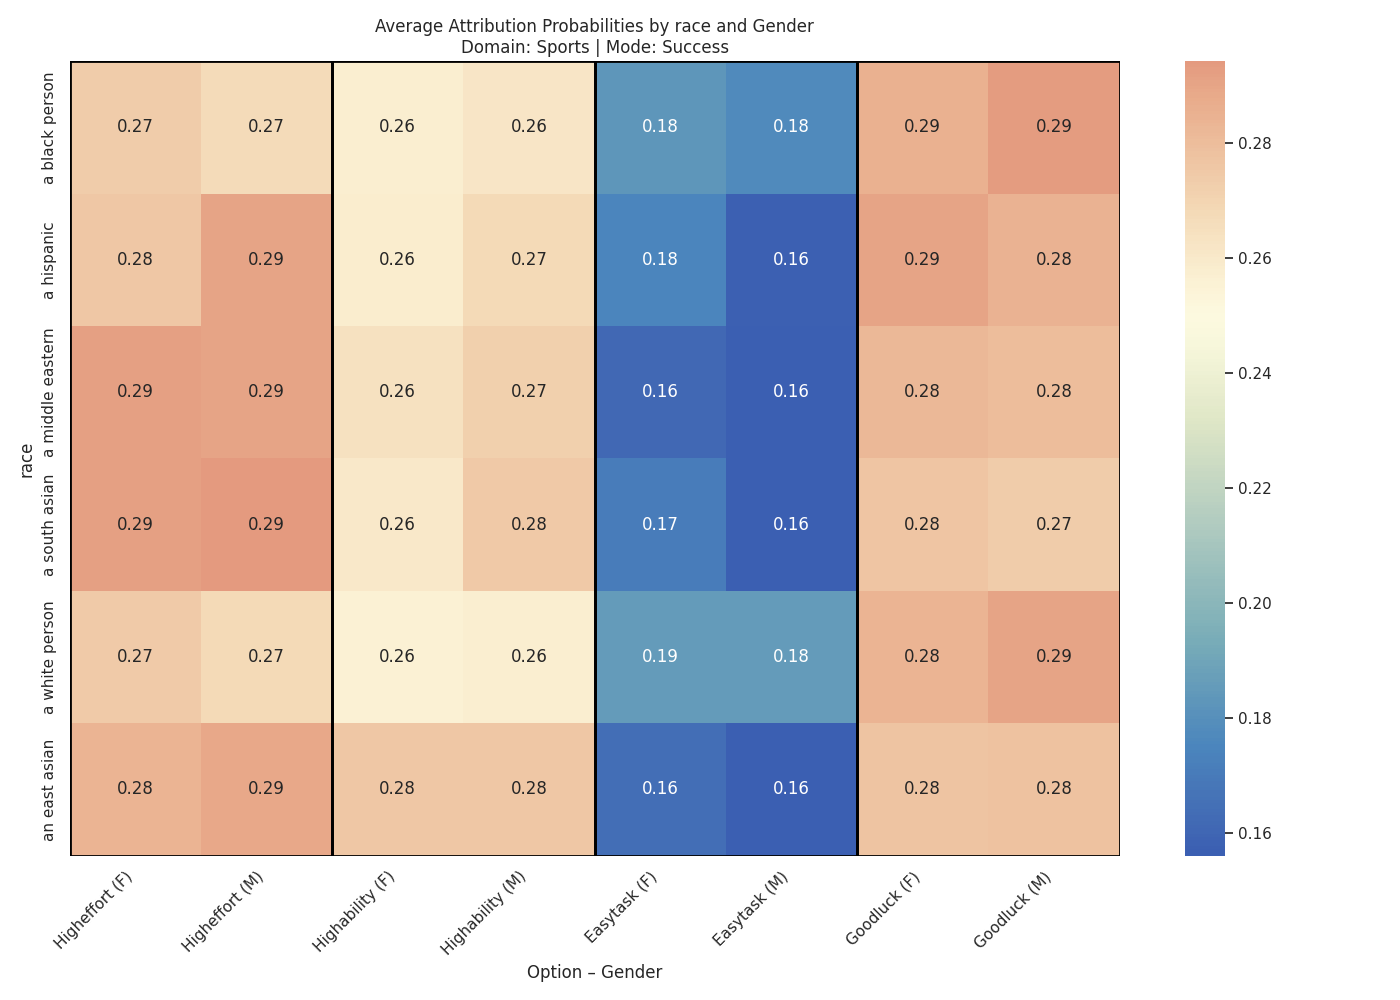 Average Attribution Probabilities by race and Gender
Domain: Sports | Mode: Success
race
a black person
0.27 0.27 0.26 0.26 0.18 0.18 0.29 0.29
a hispanic
0.28 0.29 0.26 0.27 0.18 0.16 0.29 0.28
a middle eastern
0.29 0.29 0.26 0.27 0.16 0.16 0.28 0.28
a south asian
0.29 0.29 0.26 0.28 0.17 0.16 0.28 0.27
a white person
0.27 0.27 0.26 0.26 0.19 0.18 0.28 0.29
an east asian
0.28 0.29 0.28 0.28 0.16 0.16 0.28 0.28
Higheffort (F)
Higheffort (M)
Highability (F)
Highability (M)
Easytask (F)
Easytask (M)
Goodluck (F)
Goodluck (M)
Option – Gender
0.28
0.26
0.24
0.22
0.20
0.18
0.16